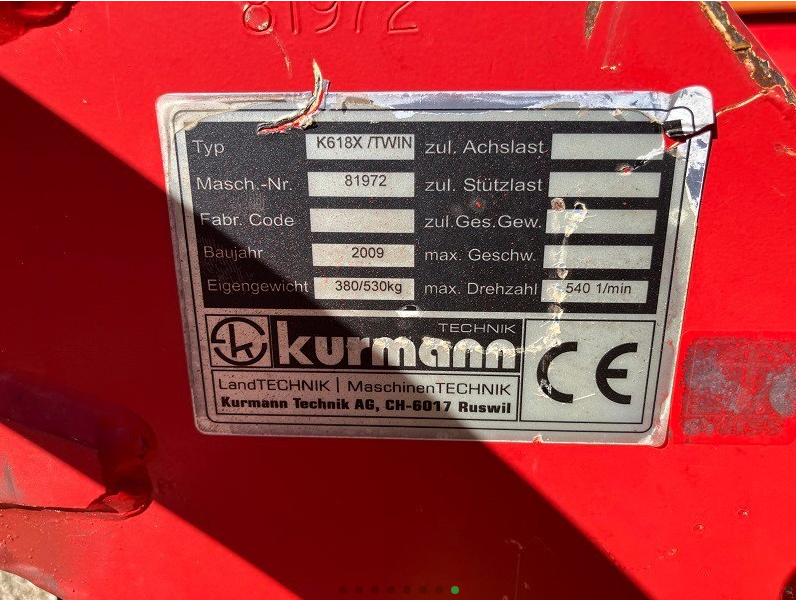 81972
Typ K618X /TWIN zul. Achslast
Masch.-Nr. 81972 zul. Stützlast
Fabr. Code zul.Ges.Gew.
Baujahr 2009 max. Geschw.
Eigengewicht 380/530kg max. Drehzahl 540 1/min
TECHNIK
k kurmann CE
LandTECHNIK | MaschinenTECHNIK
Kurmann Technik AG, CH-6017 Ruswil